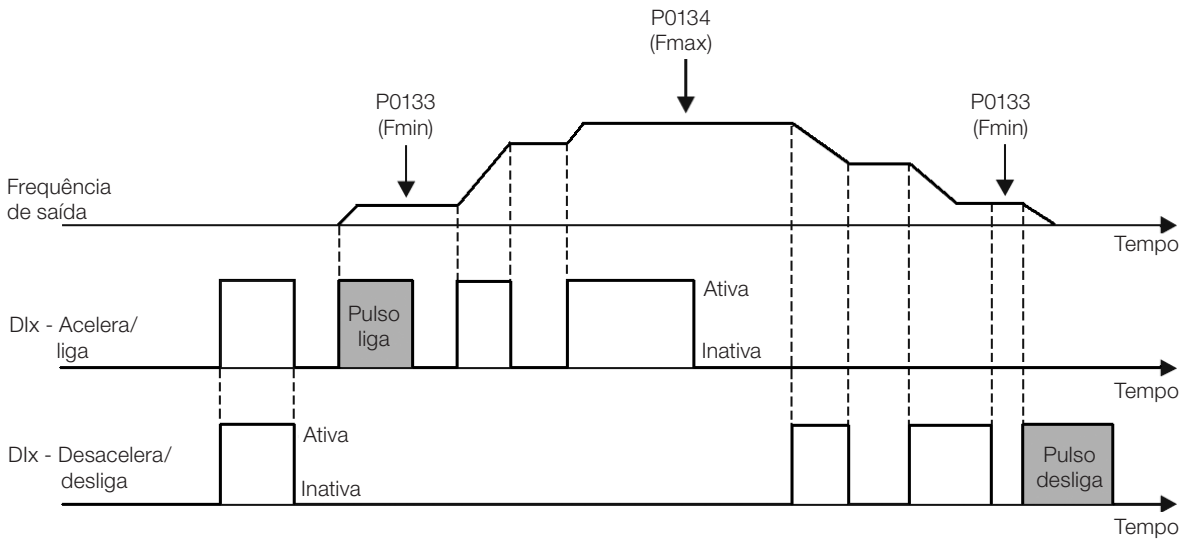 P0134
(Fmax)
P0133
(Fmin)
P0133
(Fmin)
Frequência
de saída
Tempo
DIx - Acelera/
liga
Pulso
liga
Ativa
Inativa
Tempo
DIx - Desacelera/
desliga
Ativa
Inativa
Pulso
desliga
Tempo